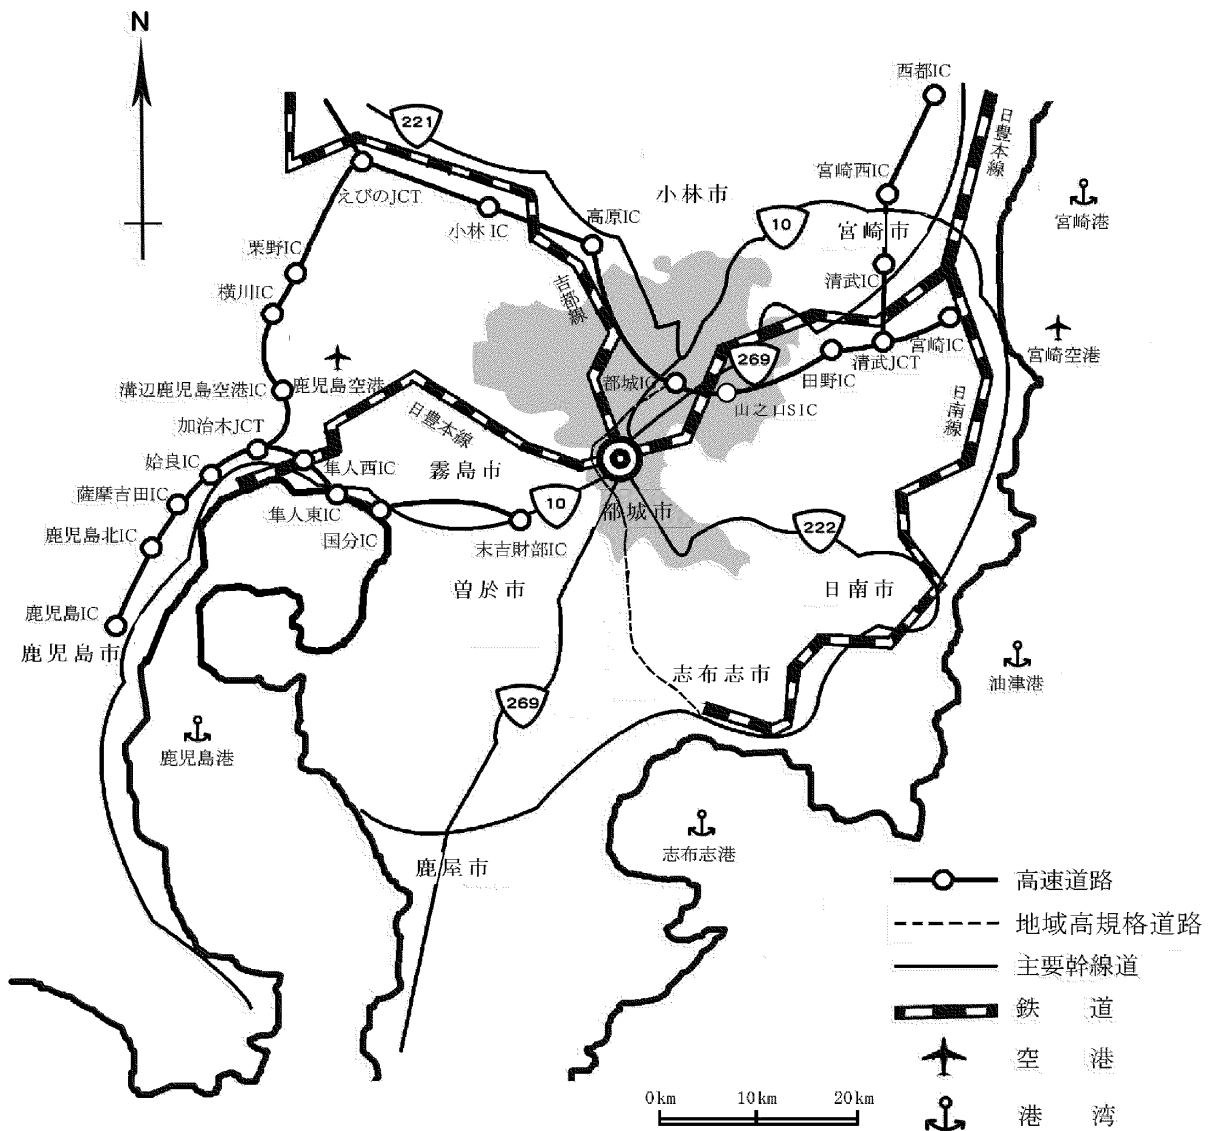 N
西都IC
221
日豊本線
宮崎西IC
小林市
えびのJCT
高原IC
10
宮崎港
小林IC
宮崎市
栗野IC
清武IC
横川IC
吉都線
宮崎IC
宮崎空港
清武JCT
269
鹿児島空港
都城IC
田野IC
溝辺鹿児島空港IC
山之口SIC
日南線
加治木JCT
日豊本線
姶良IC
隼人西IC
霧島市
薩摩吉田IC
10
都城市
隼人東IC
222
鹿児島北IC
国分IC
末吉財部IC
曽於市
日南市
鹿児島IC
鹿児島市
志布志市
油津港
269
鹿児島港
志布志港
鹿屋市
高速道路
地域高規格道路
主要幹線道
鉄道
空港
港湾
0km 10km 20km